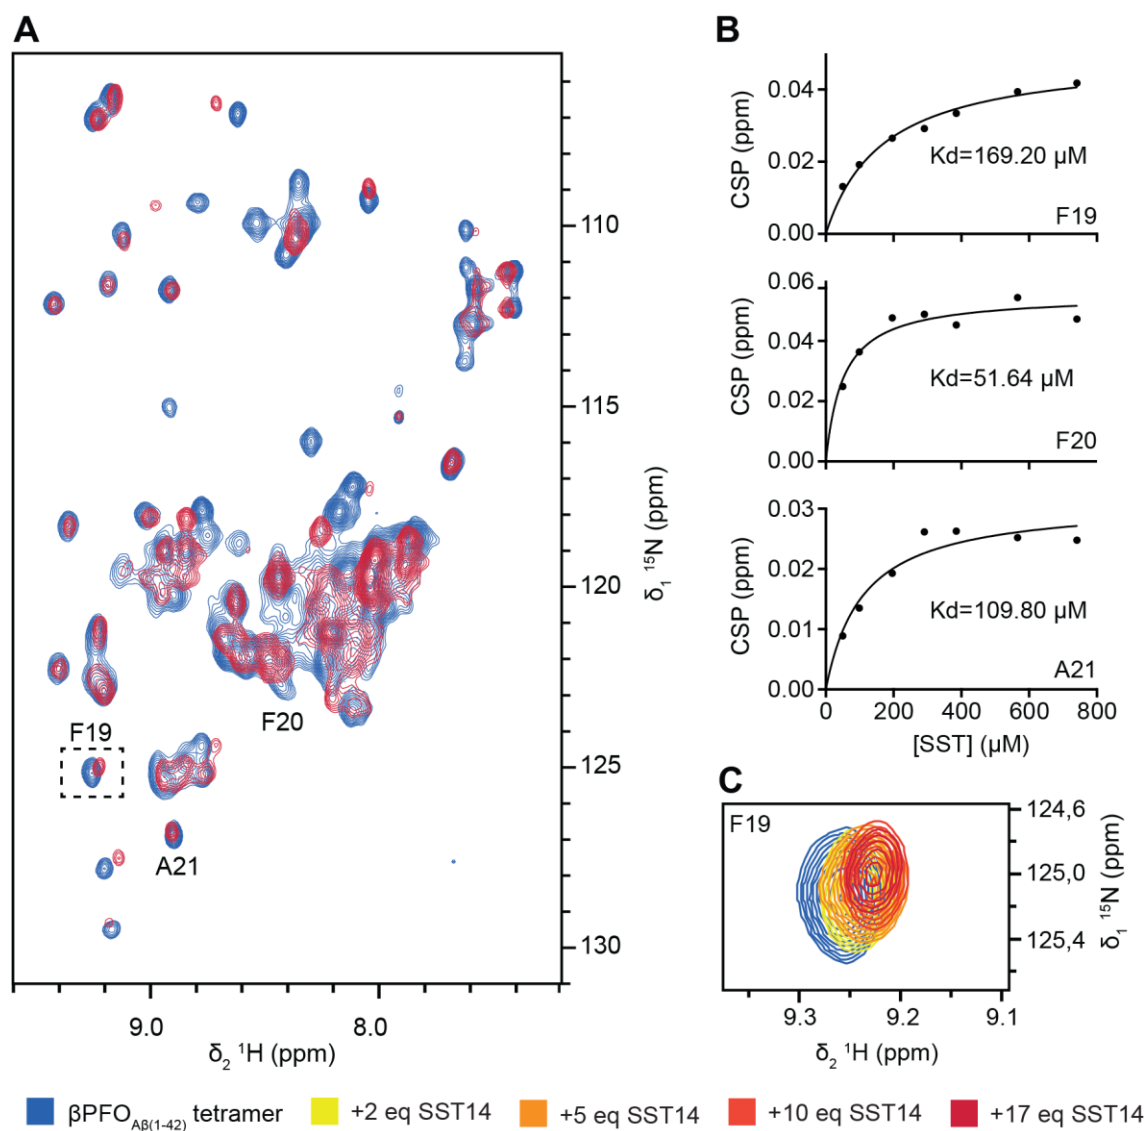 A
110
115
120
125
130
δ₁ ¹⁵N (ppm)
F19
F20
A21
9.0
8.0
δ₂ ¹H (ppm)
B
0.04
0.02
0.00
CSP (ppm)
Kd=169.20 µM
F19
0.06
0.04
0.02
0.00
CSP (ppm)
Kd=51.64 µM
F20
0.03
0.02
0.01
0.00
CSP (ppm)
Kd=109.80 µM
A21
0 200 400 600 800
[SST] (µM)
C
F19
124,6
125,0
125,4
δ₁ ¹⁵N (ppm)
9.3 9.2 9.1
δ₂ ¹H (ppm)
βPFO_Aβ(1-42) tetramer +2 eq SST14 +5 eq SST14 +10 eq SST14 +17 eq SST14